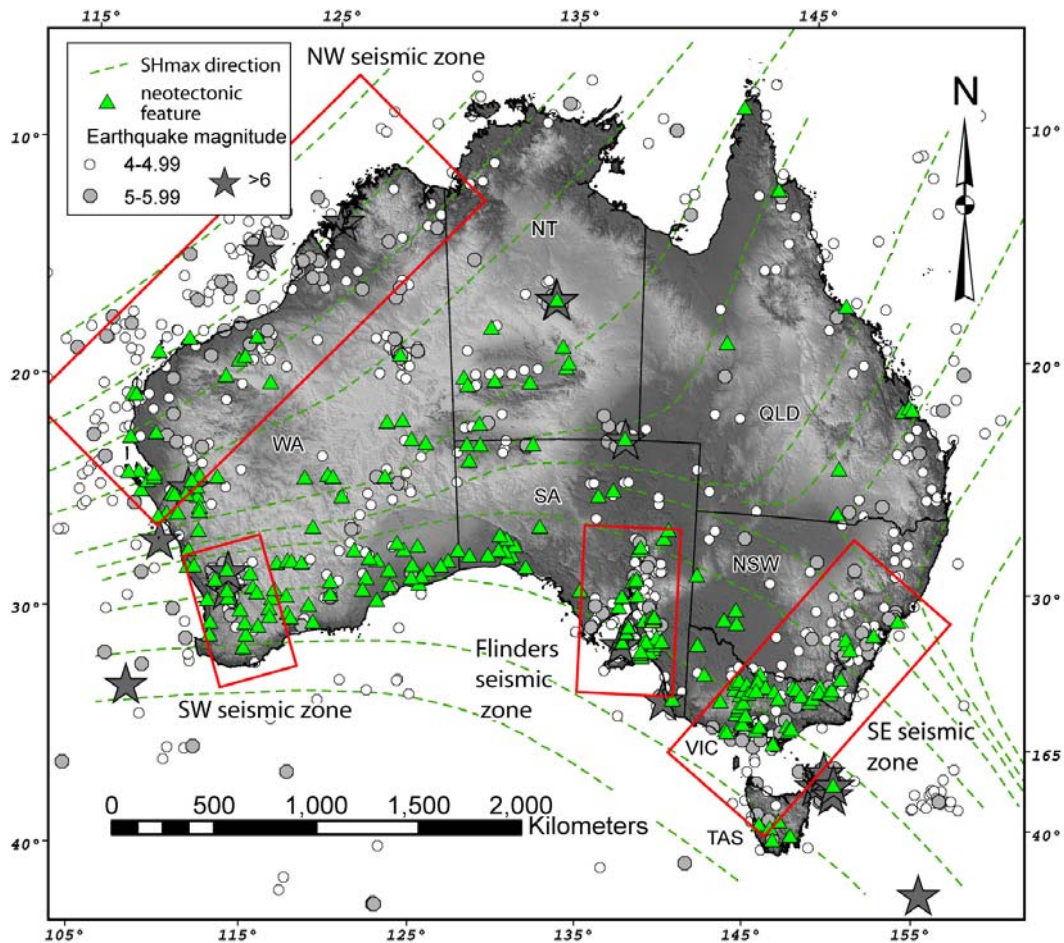 115° 125° 135° 145°
NW seismic zone
SHmax direction
neotectonic
feature
Earthquake magnitude
4-4.99
5-5.99
>6
N
10° 10°
NT
20° 20°
WA
QLD
SA
NSW
30° 30°
Flinders
seismic
zone
SW seismic zone
SE seismic
zone
VIC
165°
0 500 1,000 1,500 2,000
Kilometers
TAS
40° 40°
105° 115° 125° 135° 145° 155°